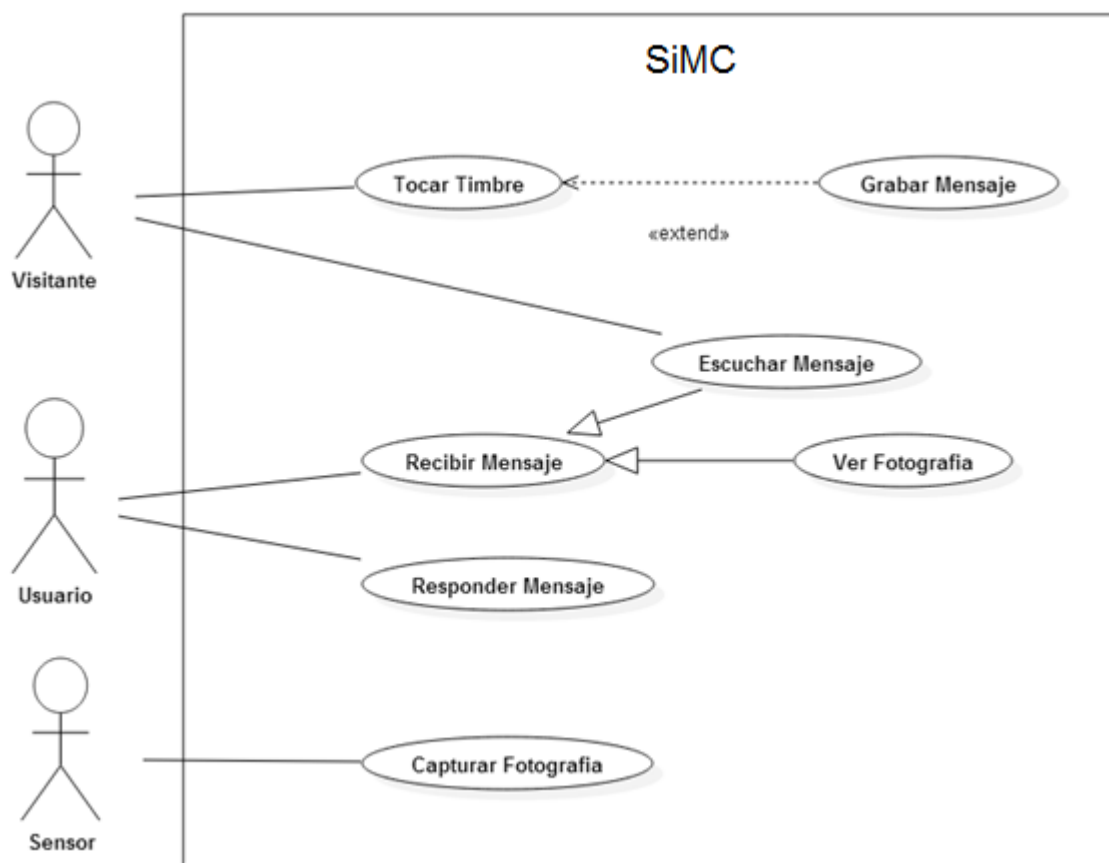 SiMC
Tocar Timbre
Grabar Mensaje
«extend»
Visitante
Escuchar Mensaje
Recibir Mensaje
Ver Fotografia
Responder Mensaje
Usuario
Capturar Fotografia
Sensor